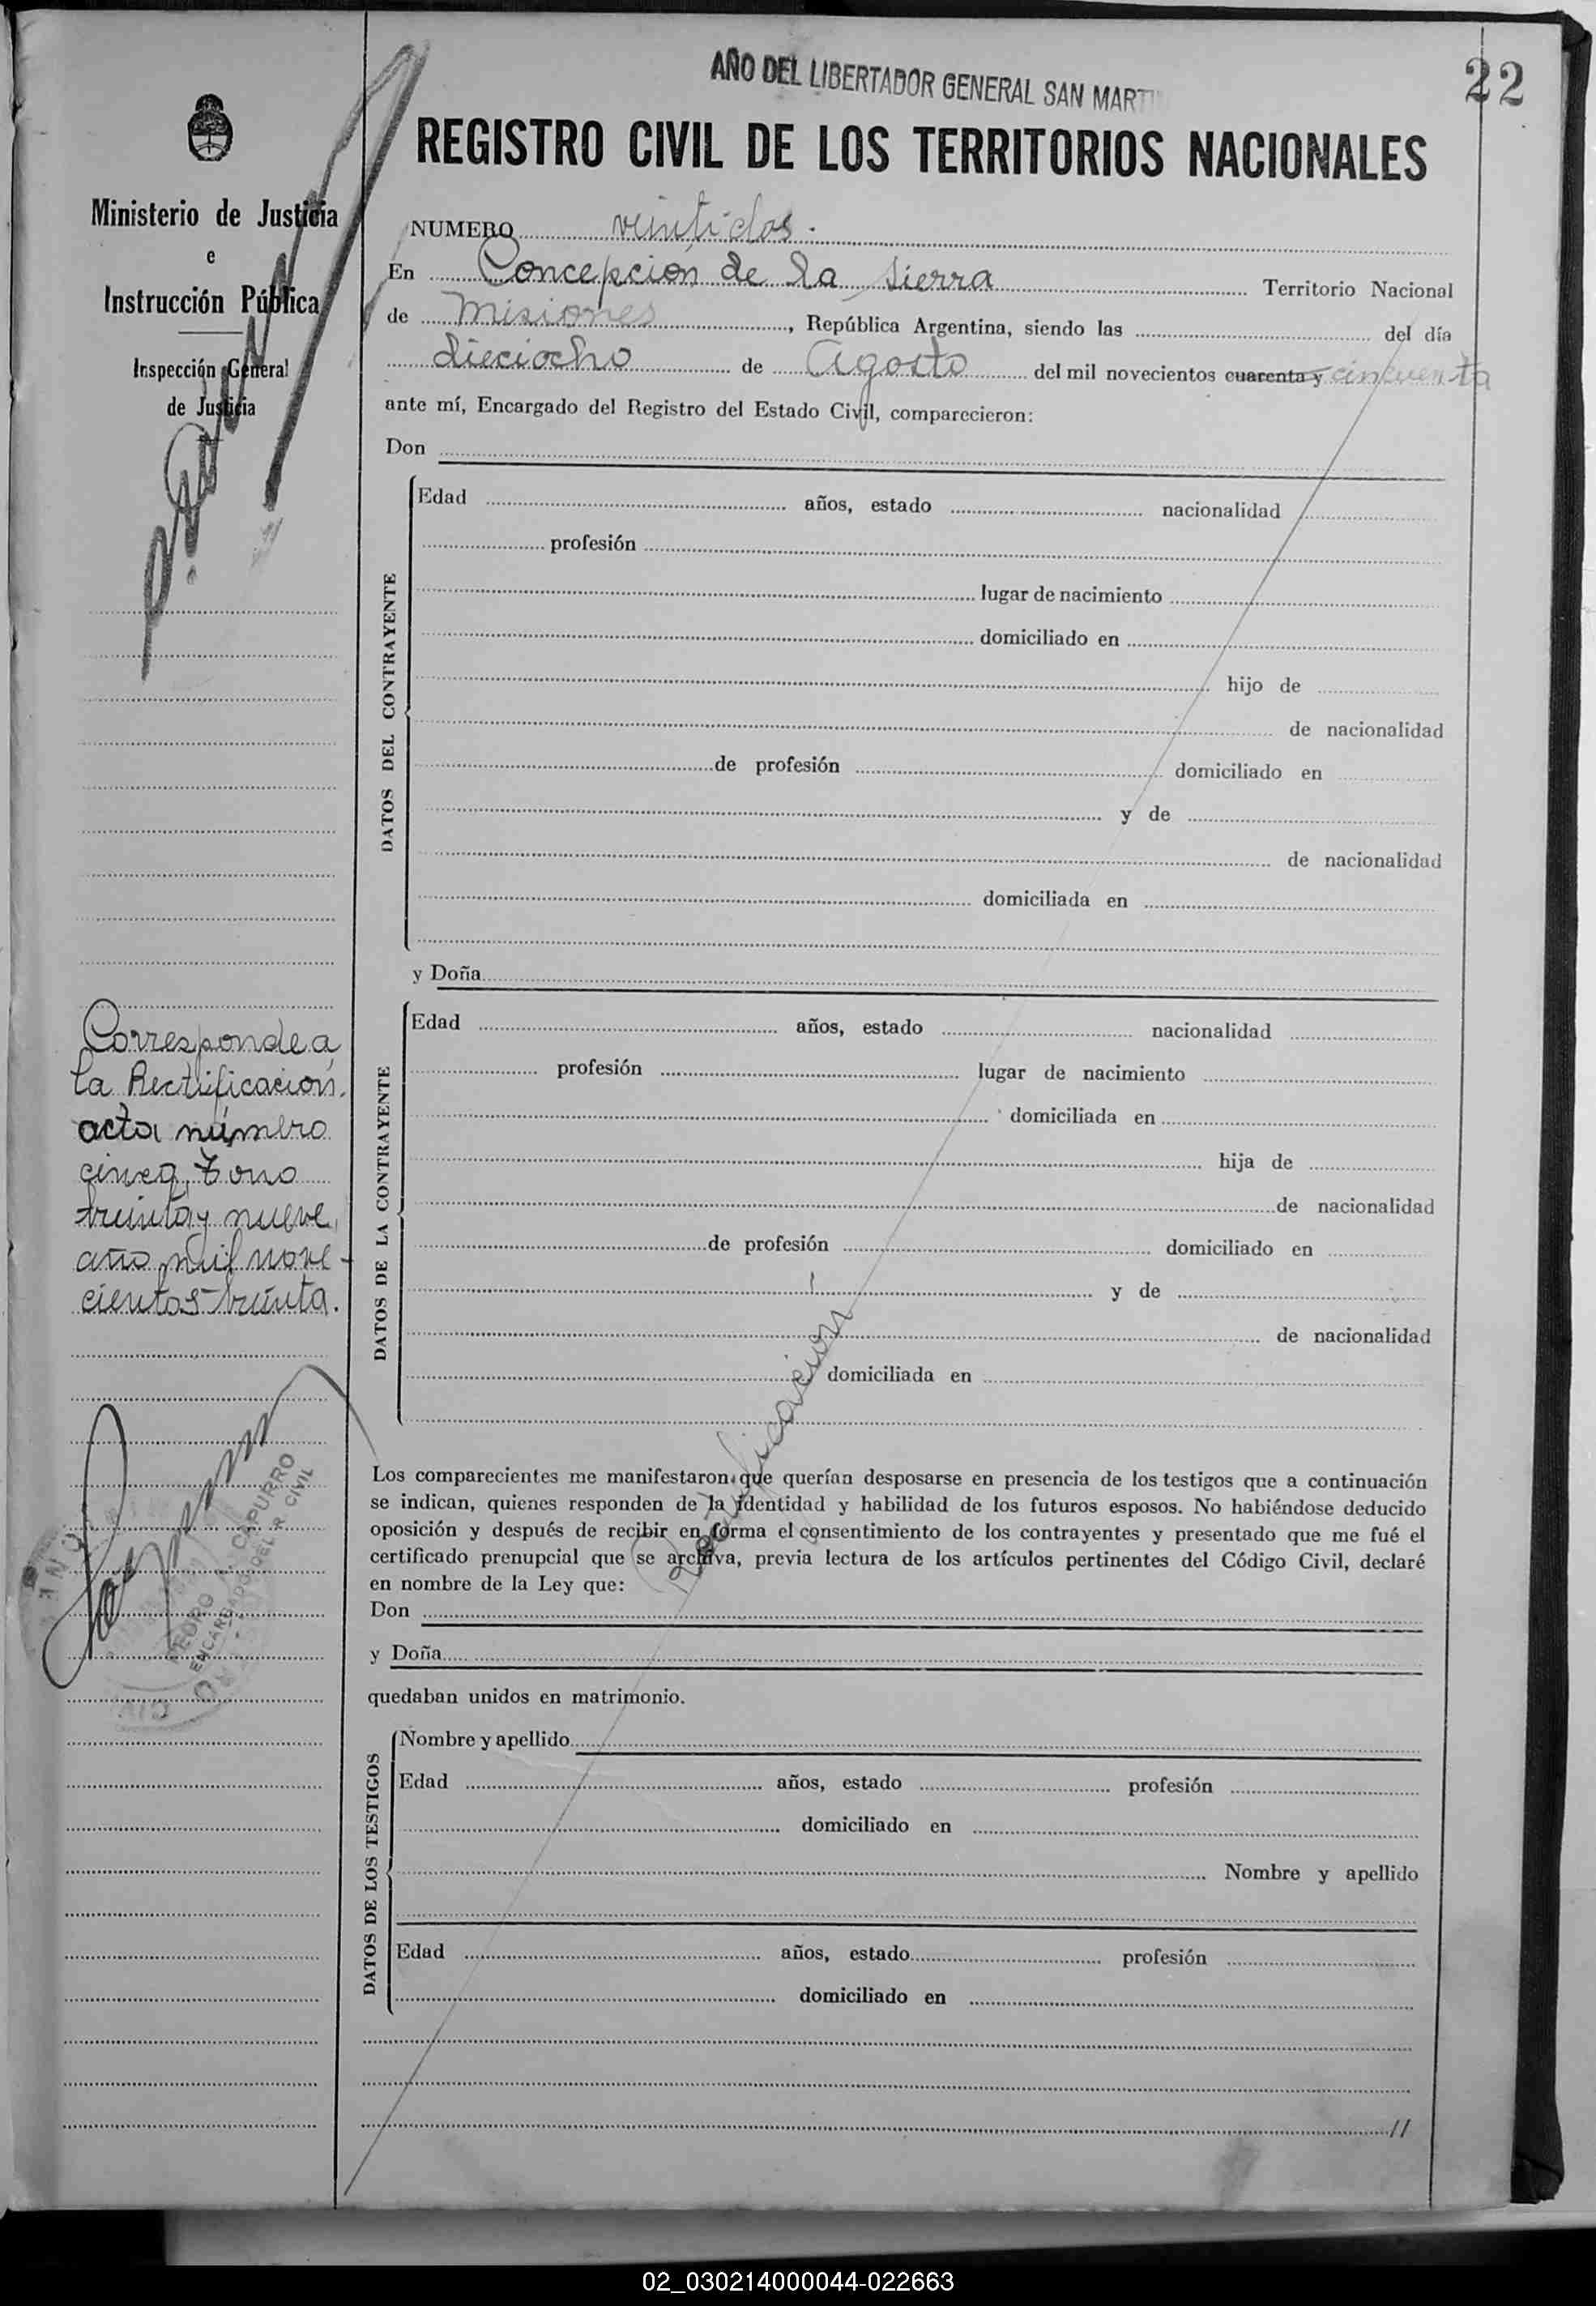 AÑO DEL LIBERTADOR GENERAL SAN MARTI
22
REGISTRO CIVIL DE LOS TERRITORIOS NACIONALES
Ministerio de Justicia
e
Instrucción Pública
Inspección General
de Justicia
NUMERO veintidos.
En Concepción de la Sierra Territorio Nacional
de Misiones, República Argentina, siendo las del día
dieciocho de Agosto del mil novecientos cuarenta y cincuenta
ante mí, Encargado del Registro del Estado Civil, comparecieron:
Don
DATOS DEL CONTRAYENTE
Edad años, estado nacionalidad
profesión
lugar de nacimiento
domiciliado en
hijo de
de nacionalidad
de profesión domiciliado en
y de
de nacionalidad
domiciliada en
y Doña
DATOS DE LA CONTRAYENTE
Edad años, estado nacionalidad
profesión lugar de nacimiento
domiciliada en
hija de
de nacionalidad
de profesión domiciliado en
y de
de nacionalidad
domiciliada en
Corresponde a
la Rectificación.
acta número
cinco, Tomo
treinta y nueve,
año mil nove-
cientos treinta.
Rectificación
PEDRO A. CAPURRO
ENCARGADO DEL R. CIVIL
Los comparecientes me manifestaron que querían desposarse en presencia de los testigos que a continuación
se indican, quienes responden de la identidad y habilidad de los futuros esposos. No habiéndose deducido
oposición y después de recibir en forma el consentimiento de los contrayentes y presentado que me fué el
certificado prenupcial que se archiva, previa lectura de los artículos pertinentes del Código Civil, declaré
en nombre de la Ley que:
Don
y Doña
quedaban unidos en matrimonio.
DATOS DE LOS TESTIGOS
Nombre y apellido
Edad años, estado profesión
domiciliado en
Nombre y apellido
Edad años, estado profesión
domiciliado en
//
02_030214000044-022663